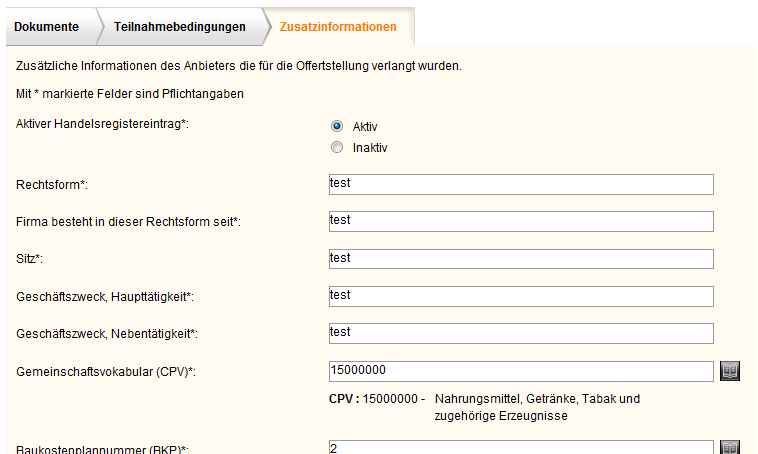 Dokumente Teilnahmebedingungen Zusatzinformationen
Zusätzliche Informationen des Anbieters die für die Offertstellung verlangt wurden.
Mit * markierte Felder sind Pflichtangaben
Aktiver Handelsregistereintrag*: Aktiv
Inaktiv
Rechtsform*: test
Firma besteht in dieser Rechtsform seit*: test
Sitz*: test
Geschäftszweck, Haupttätigkeit*: test
Geschäftszweck, Nebentätigkeit*: test
Gemeinschaftsvokabular (CPV)*: 15000000
CPV : 15000000 - Nahrungsmittel, Getränke, Tabak und
zugehörige Erzeugnisse
Baukostenplannummer (BKP)*: 2